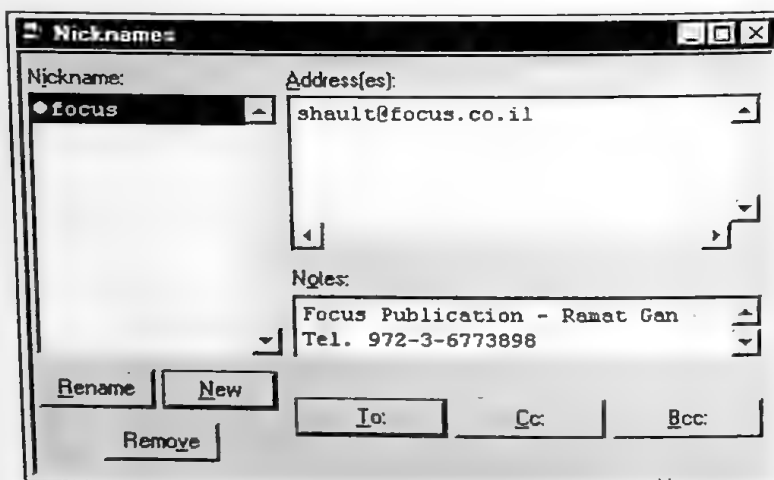 Nicknames
Nickname:
focus
Address(es):
shault@focus.co.il
Notes:
Focus Publication - Ramat Gan
Tel. 972-3-6773898
Rename
New
Remove
To:
Cc:
Bcc: